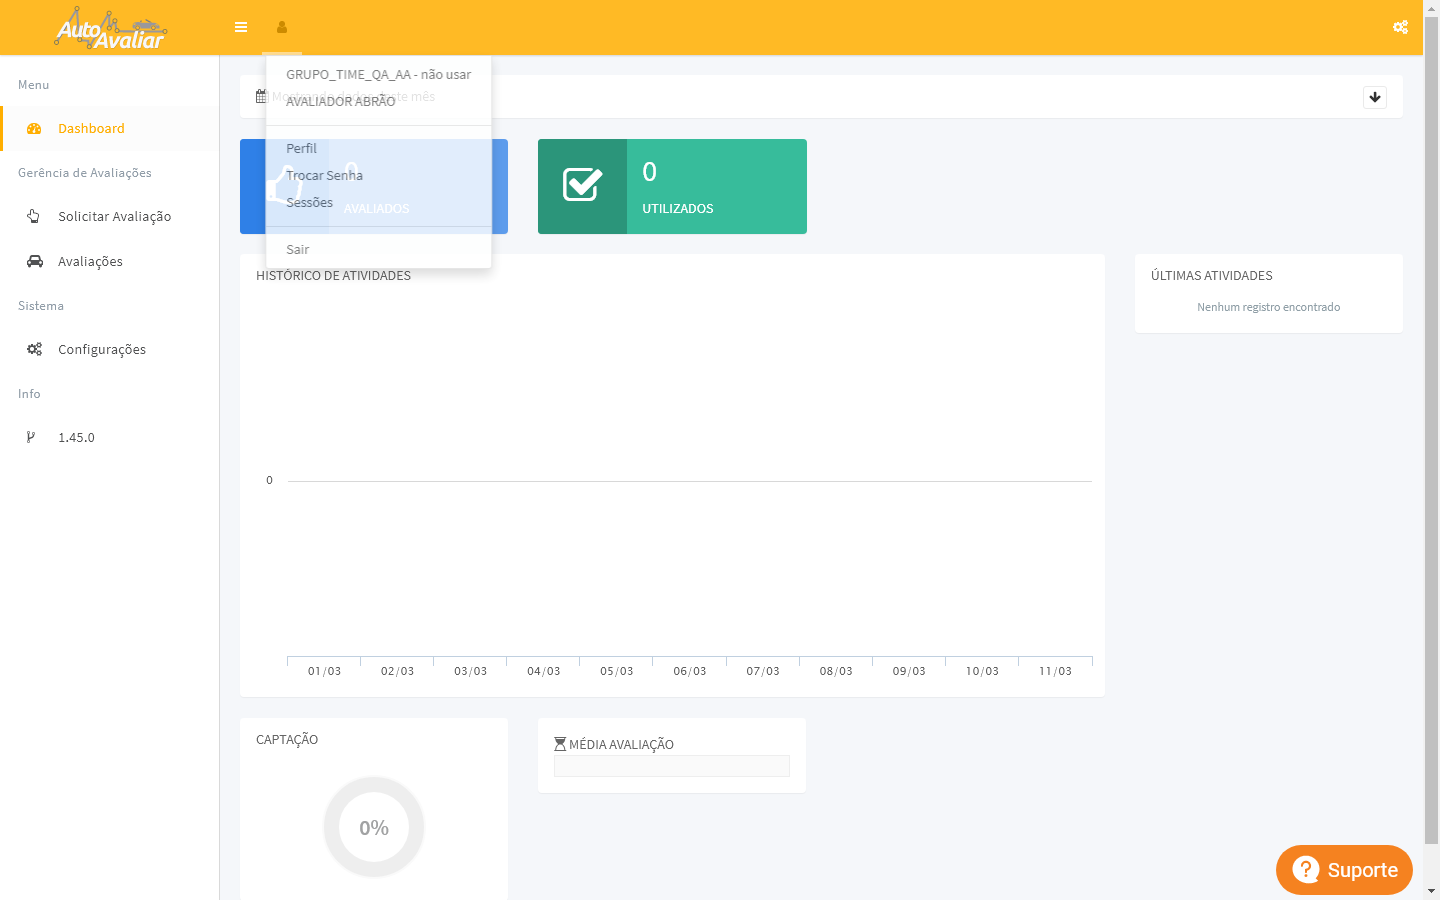 Auto Avaliar
Menu
Dashboard
Gerência de Avaliações
Solicitar Avaliação
Avaliações
Sistema
Configurações
Info
1.45.0
GRUPO_TIME_QA_AA - não usar
Mostrando dados deste mês
AVALIADOR ABRÃO
Perfil
Trocar Senha
Sessões
Sair
0
AVALIADOS
0
UTILIZADOS
HISTÓRICO DE ATIVIDADES
0
01/03 02/03 03/03 04/03 05/03 06/03 07/03 08/03 09/03 10/03 11/03
ÚLTIMAS ATIVIDADES
Nenhum registro encontrado
CAPTAÇÃO
0%
MÉDIA AVALIAÇÃO
Suporte